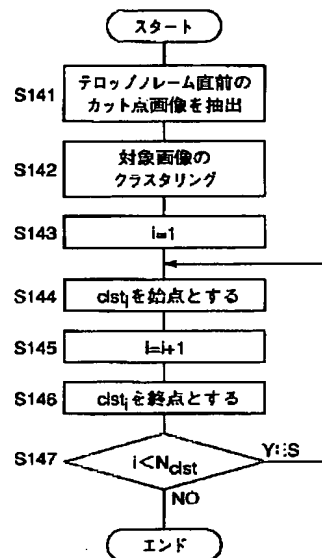 スタート
S141
テロップフレーム直前の
カット点画像を抽出
S142
対象画像の
クラスタリング
S143
i=1
S144
clstiを始点とする
S145
i=i+1
S146
clstiを終点とする
S147
i<Nclst
YES
NO
エンド